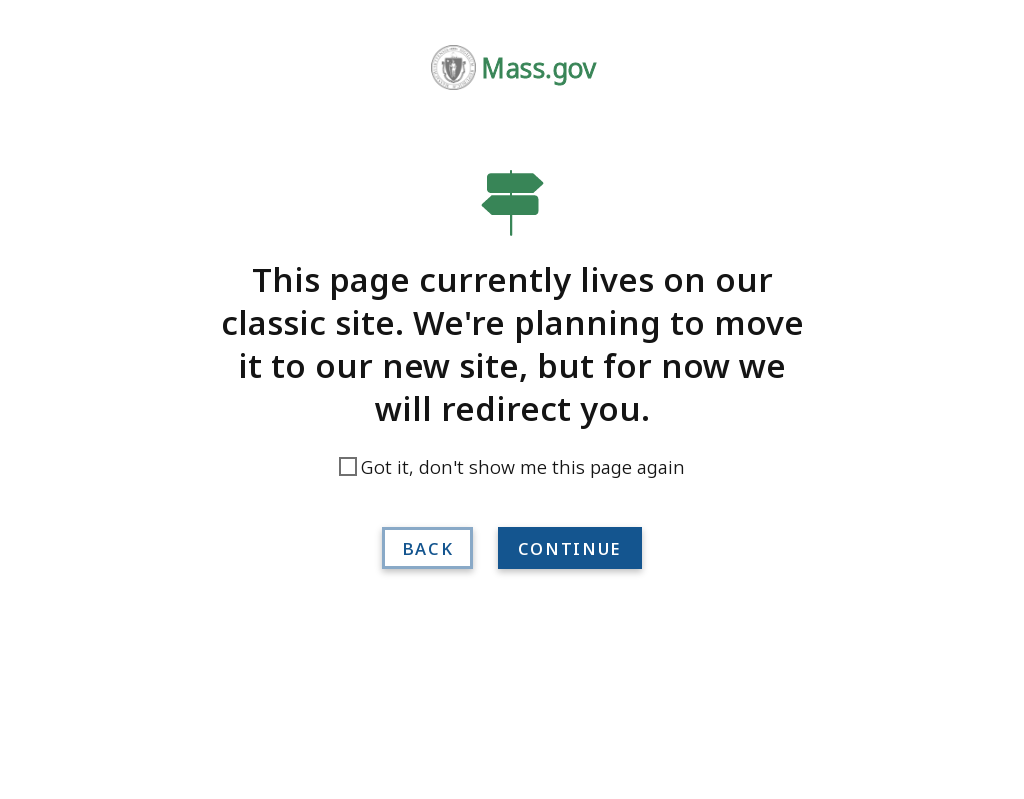 Mass.gov
This page currently lives on our
classic site. We're planning to move
it to our new site, but for now we
will redirect you.
Got it, don't show me this page again
BACK
CONTINUE